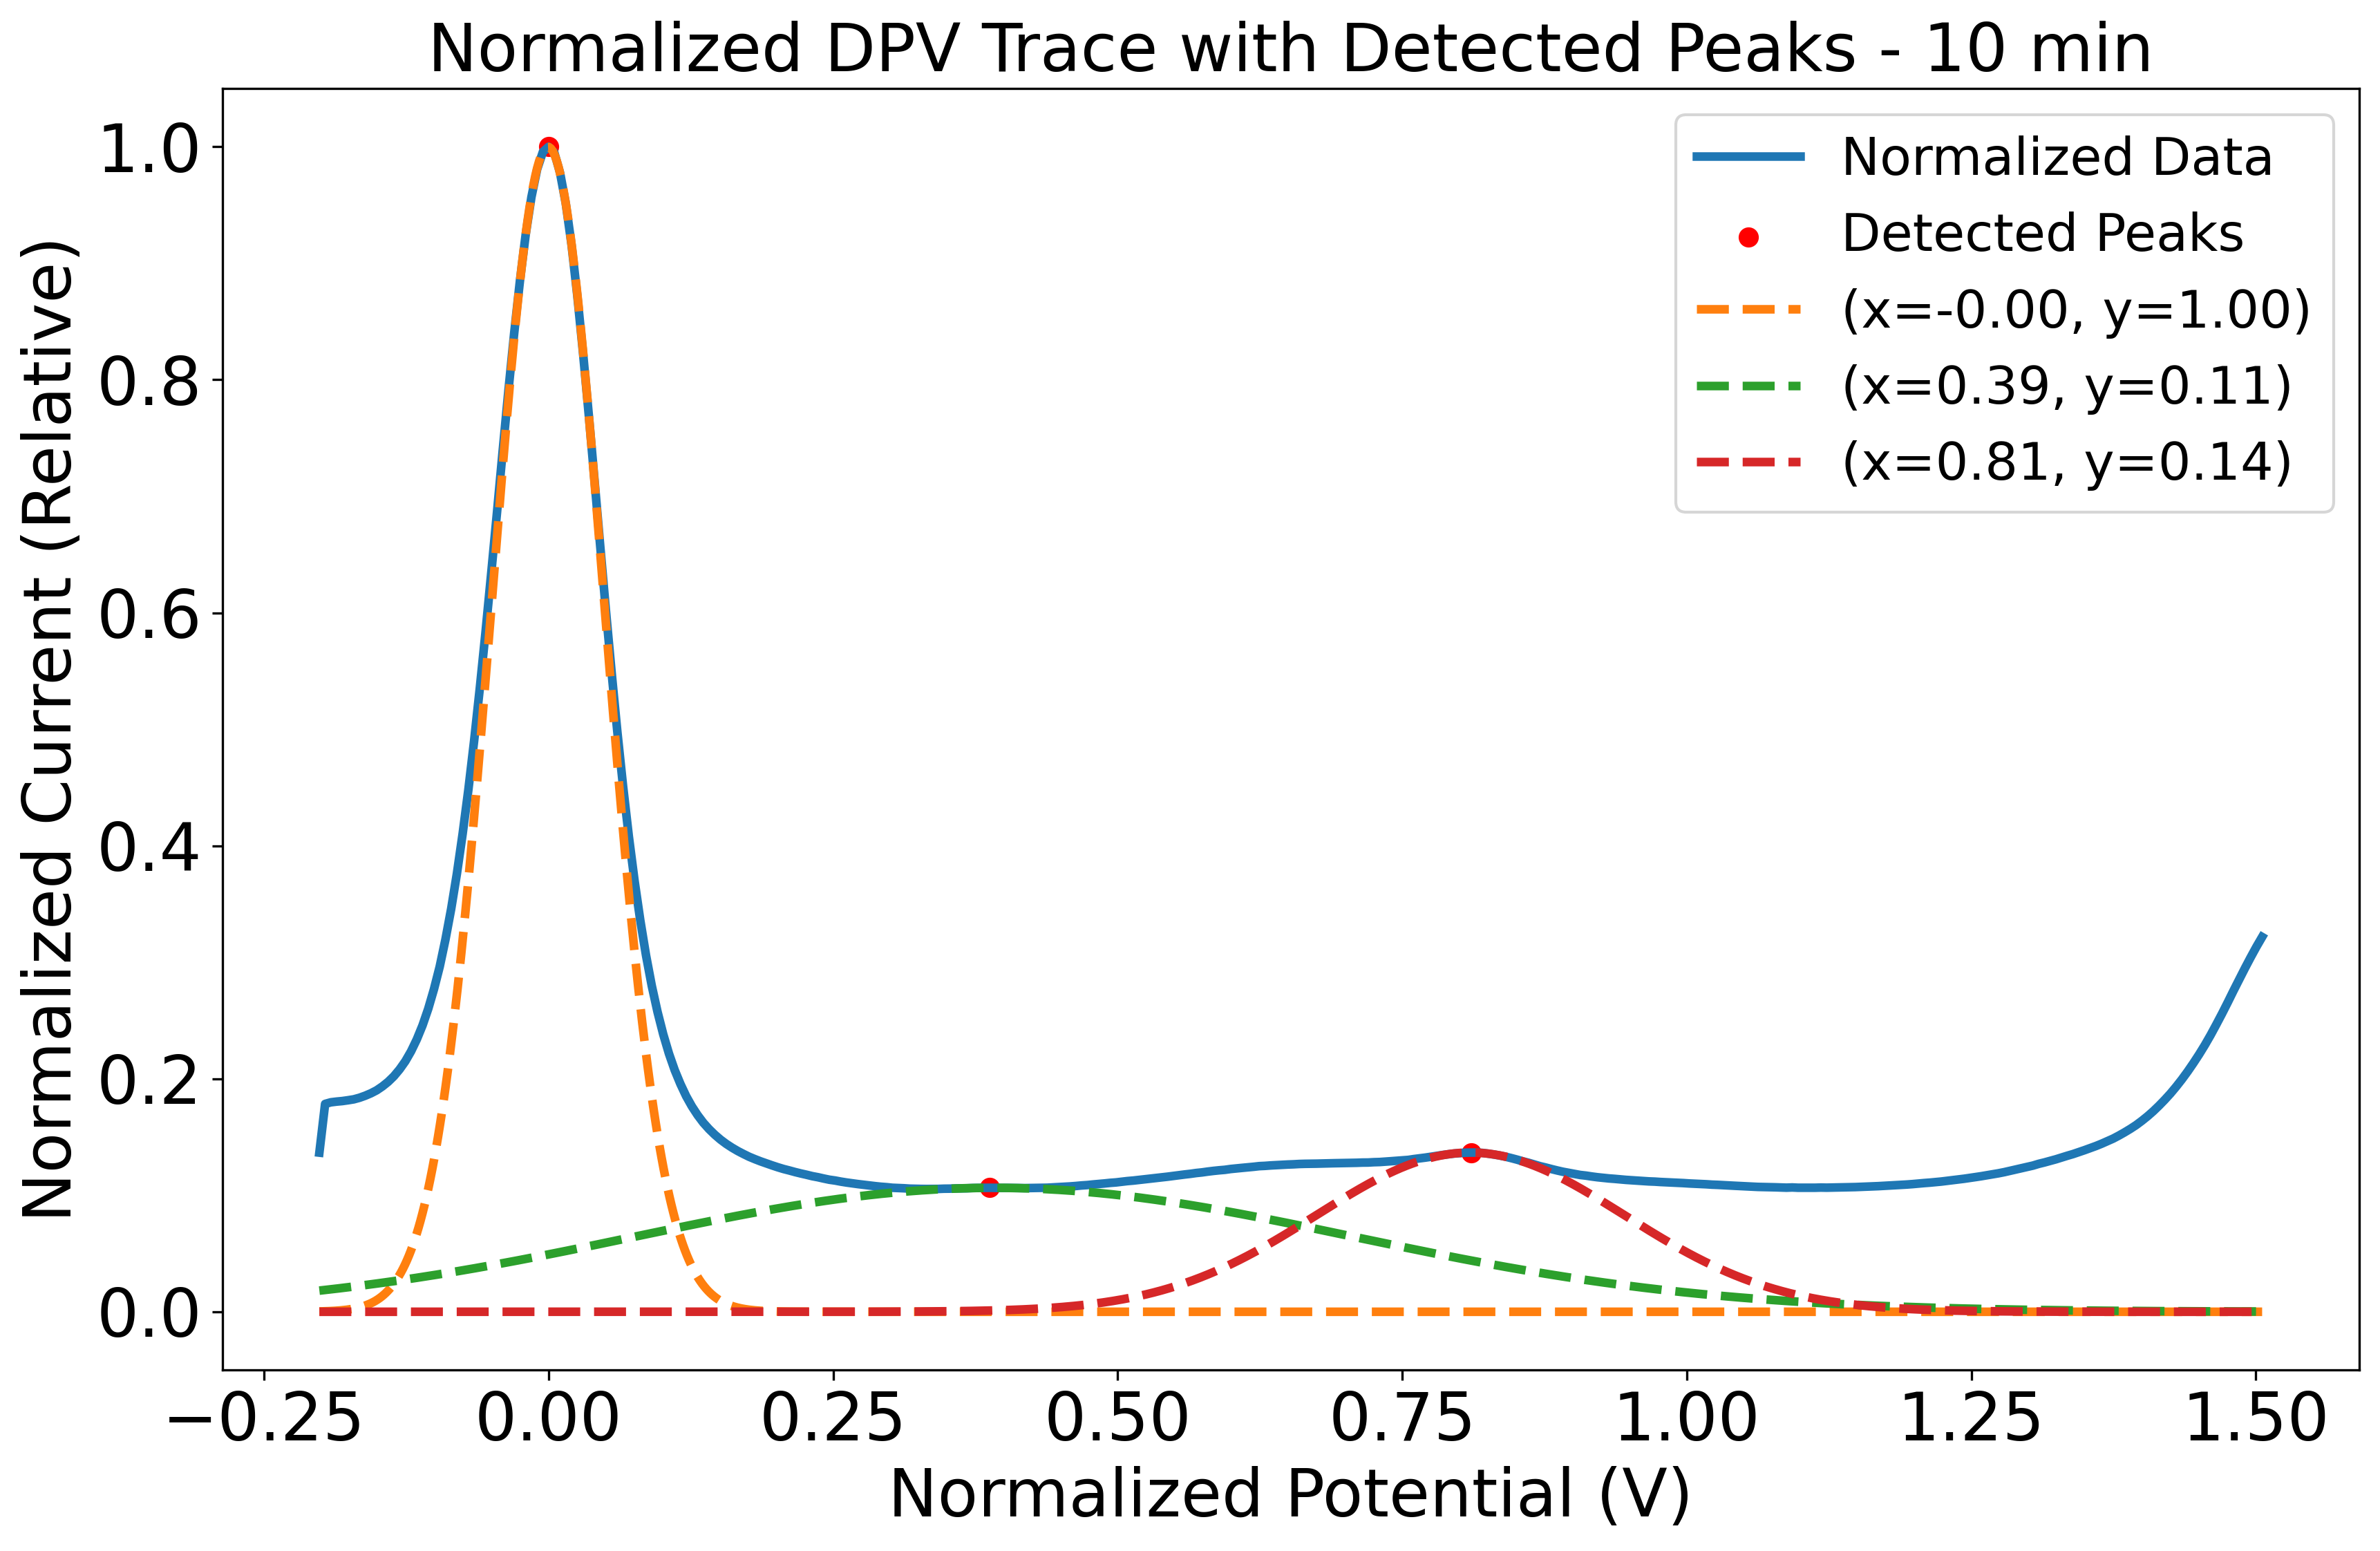 Normalized DPV Trace with Detected Peaks - 10 min
Normalized Current (Relative)
1.0
0.8
0.6
0.4
0.2
0.0
Normalized Data
Detected Peaks
(x=-0.00, y=1.00)
(x=0.39, y=0.11)
(x=0.81, y=0.14)
−0.25 0.00 0.25 0.50 0.75 1.00 1.25 1.50
Normalized Potential (V)